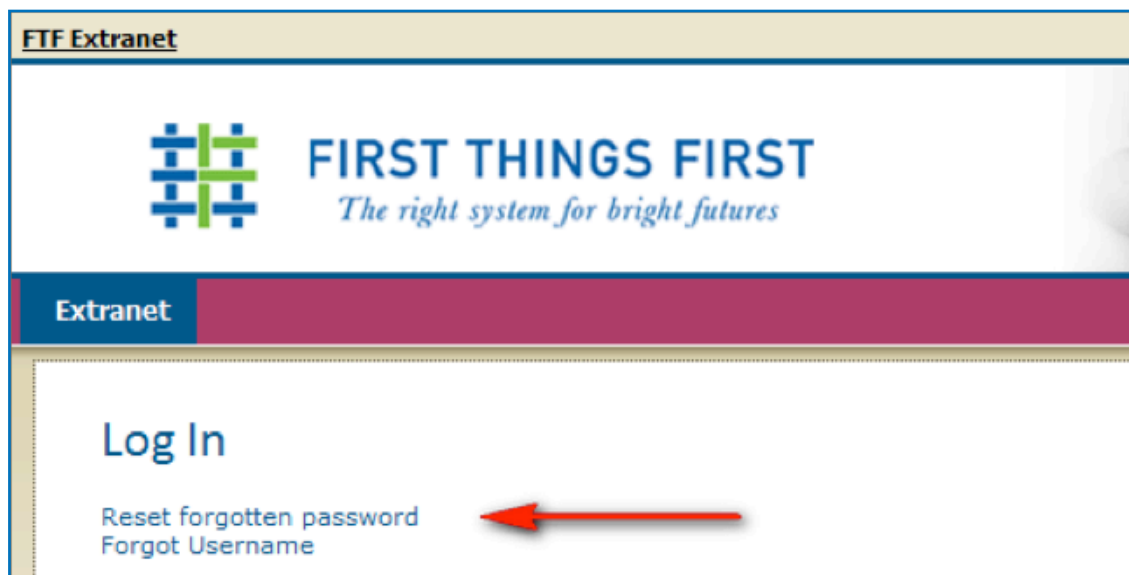 FTF Extranet
FIRST THINGS FIRST
The right system for bright futures
Extranet
Log In
Reset forgotten password
Forgot Username